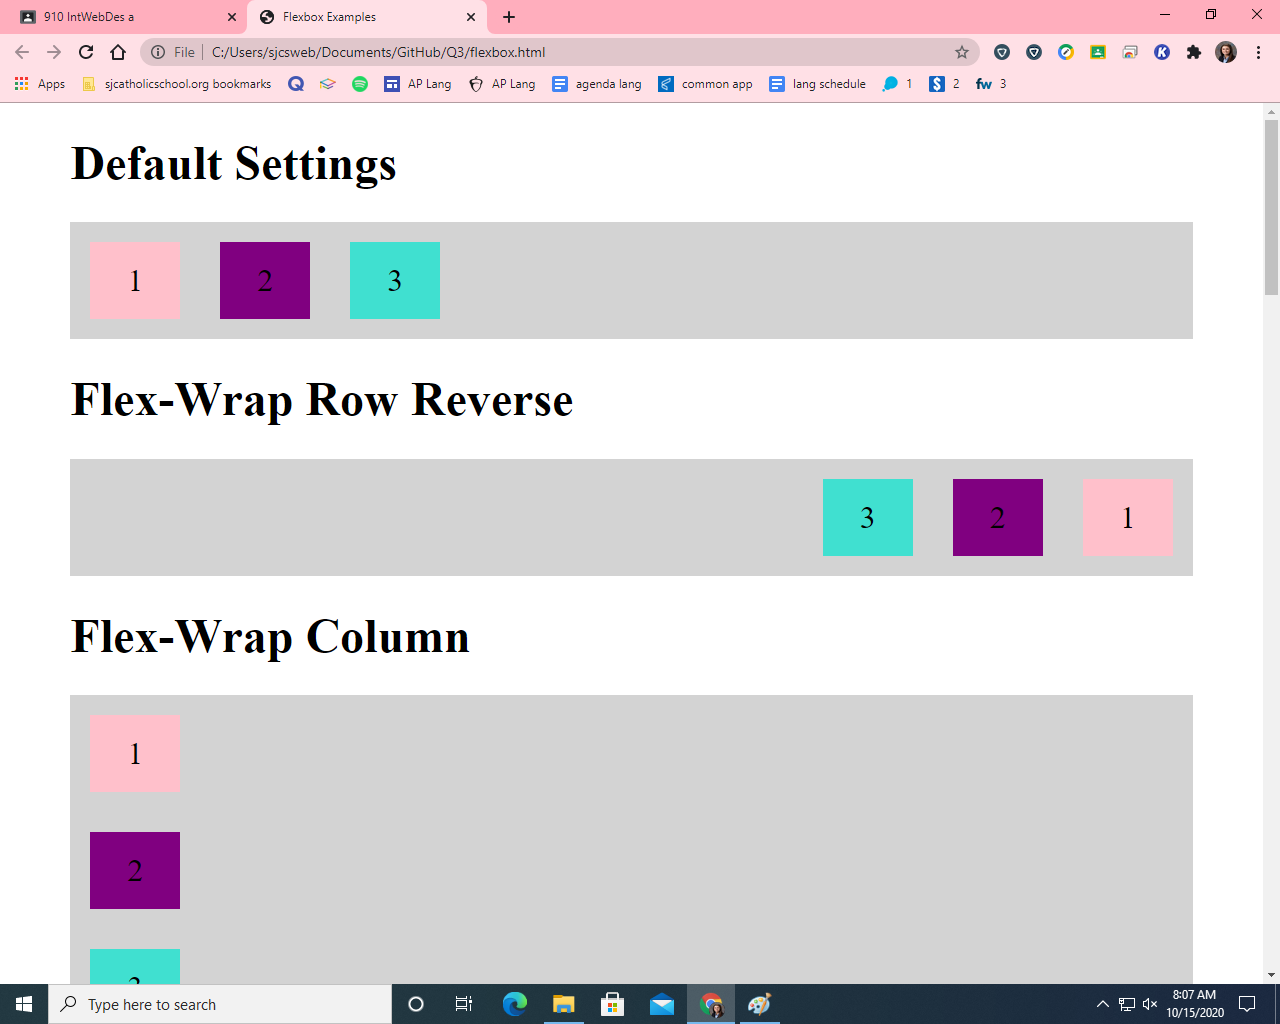 910 IntWebDes a
Flexbox Examples
File
C:/Users/sjcsweb/Documents/GitHub/Q3/flexbox.html
Apps
sjcatholicschool.org bookmarks
AP Lang
AP Lang
agenda lang
common app
lang schedule
1
2
fw 3
Default Settings
1 2 3
Flex-Wrap Row Reverse
3 2 1
Flex-Wrap Column
1
2
3
Type here to search
8:07 AM
10/15/2020